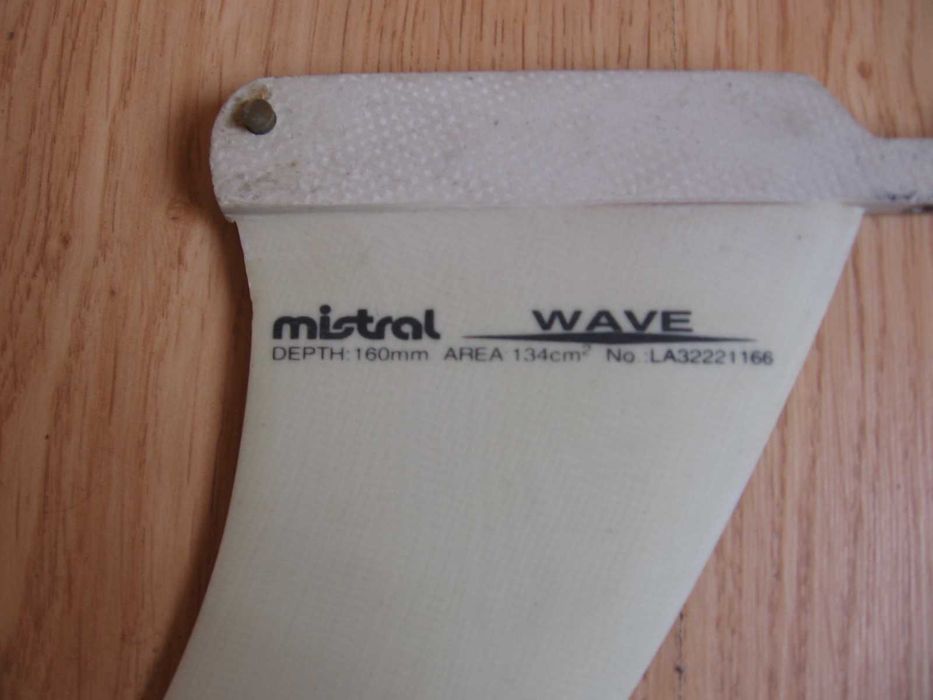 mistral WAVE
DEPTH:160mm AREA:134cm² No.:LA32221166